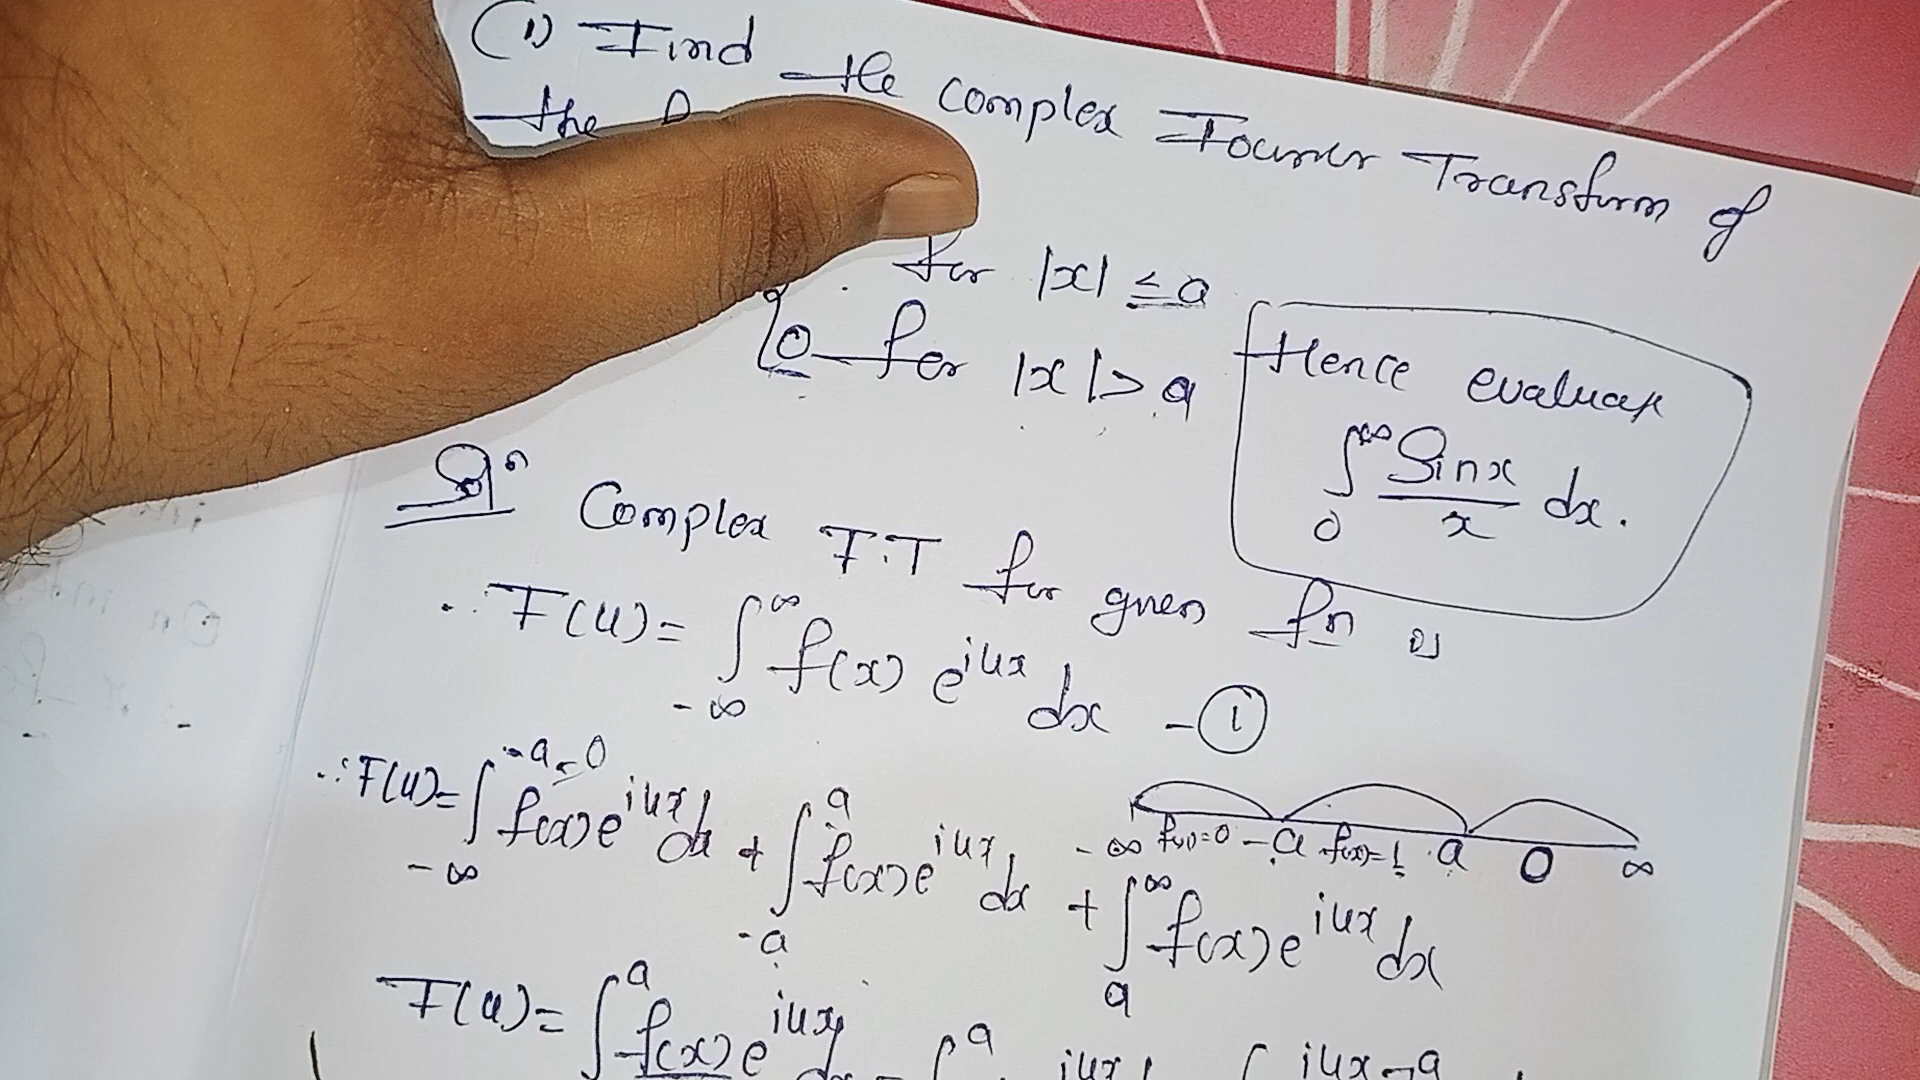 (1) Find the complex Fourier Transform of
the
for |x| ≤ a
0 for |x| > a
Hence evaluate
∫₀^∞ Sinx/x dx.
Solⁿ Complex F.T for given fn is
∴ F(u) = ∫_{-∞}^{∞} f(x) e^{iux} dx - ①
∴ F(u) = ∫_{-∞}^{-a} f(x) e^{iux} dx + ∫_{-a}^{a} f(x) e^{iux} dx + ∫_{a}^{∞} f(x) e^{iux} dx
-∞ f(x)=0 -a f(x)=1 a 0 ∞
F(u) = ∫^{a} f(x) e^{iux}